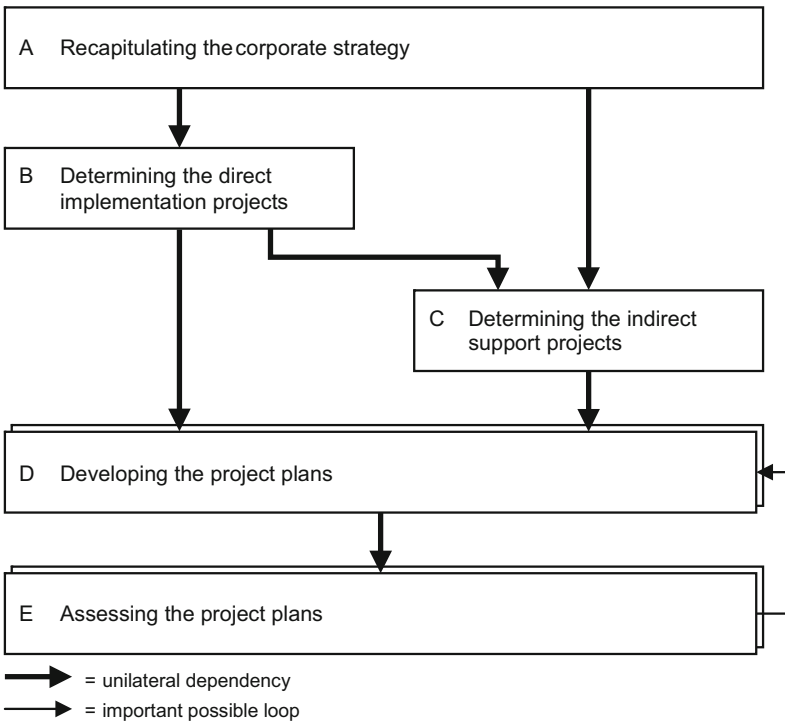 A Recapitulating the corporate strategy
B Determining the direct
implementation projects
C Determining the indirect
support projects
D Developing the project plans
E Assessing the project plans
= unilateral dependency
= important possible loop